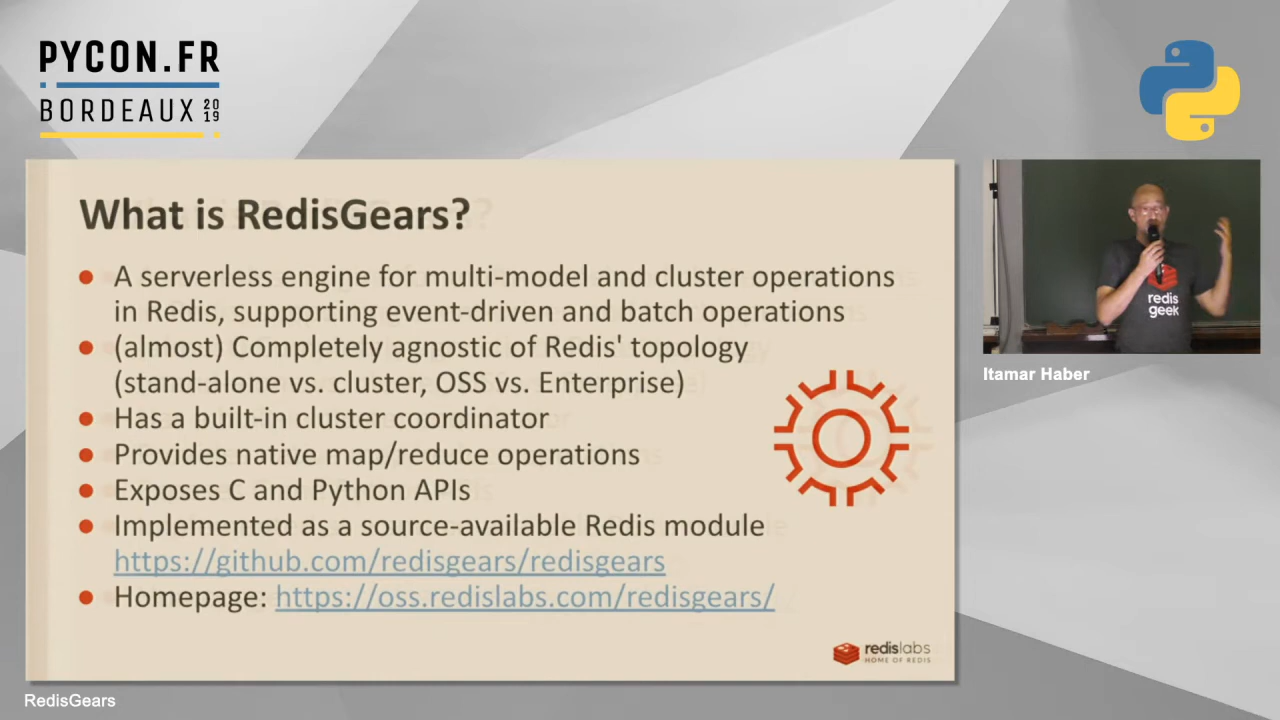 PYCON.FR
BORDEAUX 2019
What is RedisGears?
A serverless engine for multi-model and cluster operations
in Redis, supporting event-driven and batch operations
(almost) Completely agnostic of Redis' topology
(stand-alone vs. cluster, OSS vs. Enterprise)
Has a built-in cluster coordinator
Provides native map/reduce operations
Exposes C and Python APIs
Implemented as a source-available Redis module
https://github.com/redisgears/redisgears
Homepage: https://oss.redislabs.com/redisgears/
redislabs
HOME OF REDIS
redis
geek
Itamar Haber
RedisGears